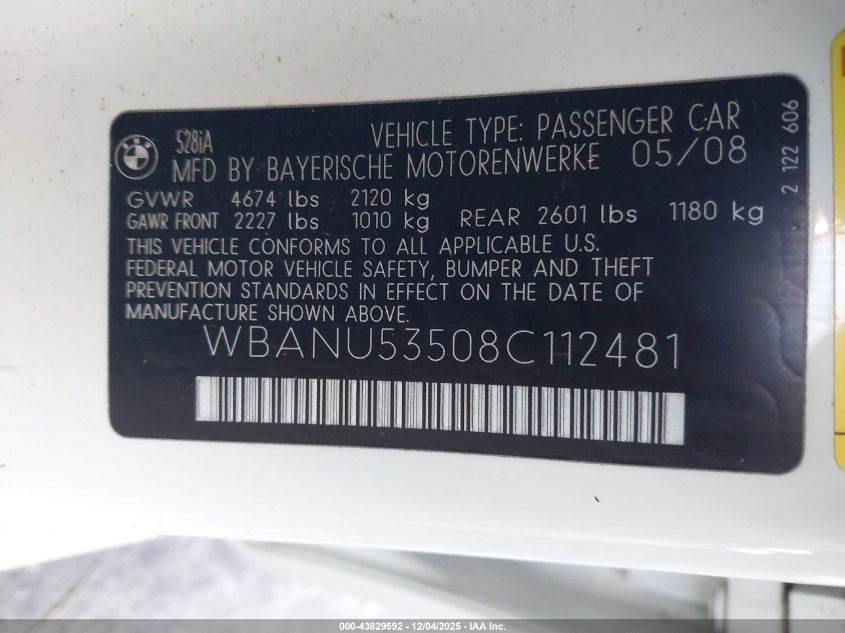 528iA
VEHICLE TYPE: PASSENGER CAR
MFD BY BAYERISCHE MOTORENWERKE 05/08
GVWR 4674 lbs 2120 kg
GAWR FRONT 2227 lbs 1010 kg REAR 2601 lbs 1180 kg
THIS VEHICLE CONFORMS TO ALL APPLICABLE U.S.
FEDERAL MOTOR VEHICLE SAFETY, BUMPER AND THEFT
PREVENTION STANDARDS IN EFFECT ON THE DATE OF
MANUFACTURE SHOWN ABOVE.
WBANU53508C112481
2 122 606
000-43829592 - 12/04/2025 - IAA Inc.